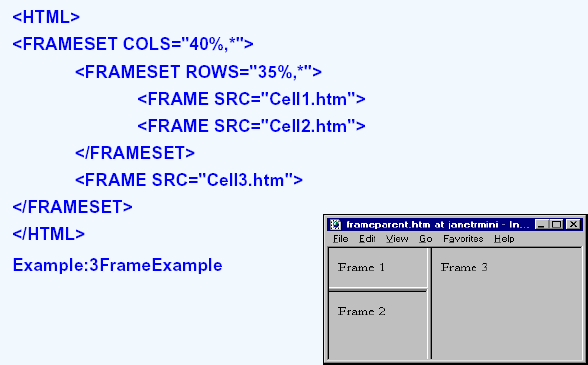 <HTML>
<FRAMESET COLS="40%,*">
<FRAMESET ROWS="35%,*">
<FRAME SRC="Cell1.htm">
<FRAME SRC="Cell2.htm">
</FRAMESET>
<FRAME SRC="Cell3.htm">
</FRAMESET>
</HTML>
Example:3FrameExample
frameparent.htm at janetrmini - In...
File Edit View Go Favorites Help
Frame 1
Frame 3
Frame 2